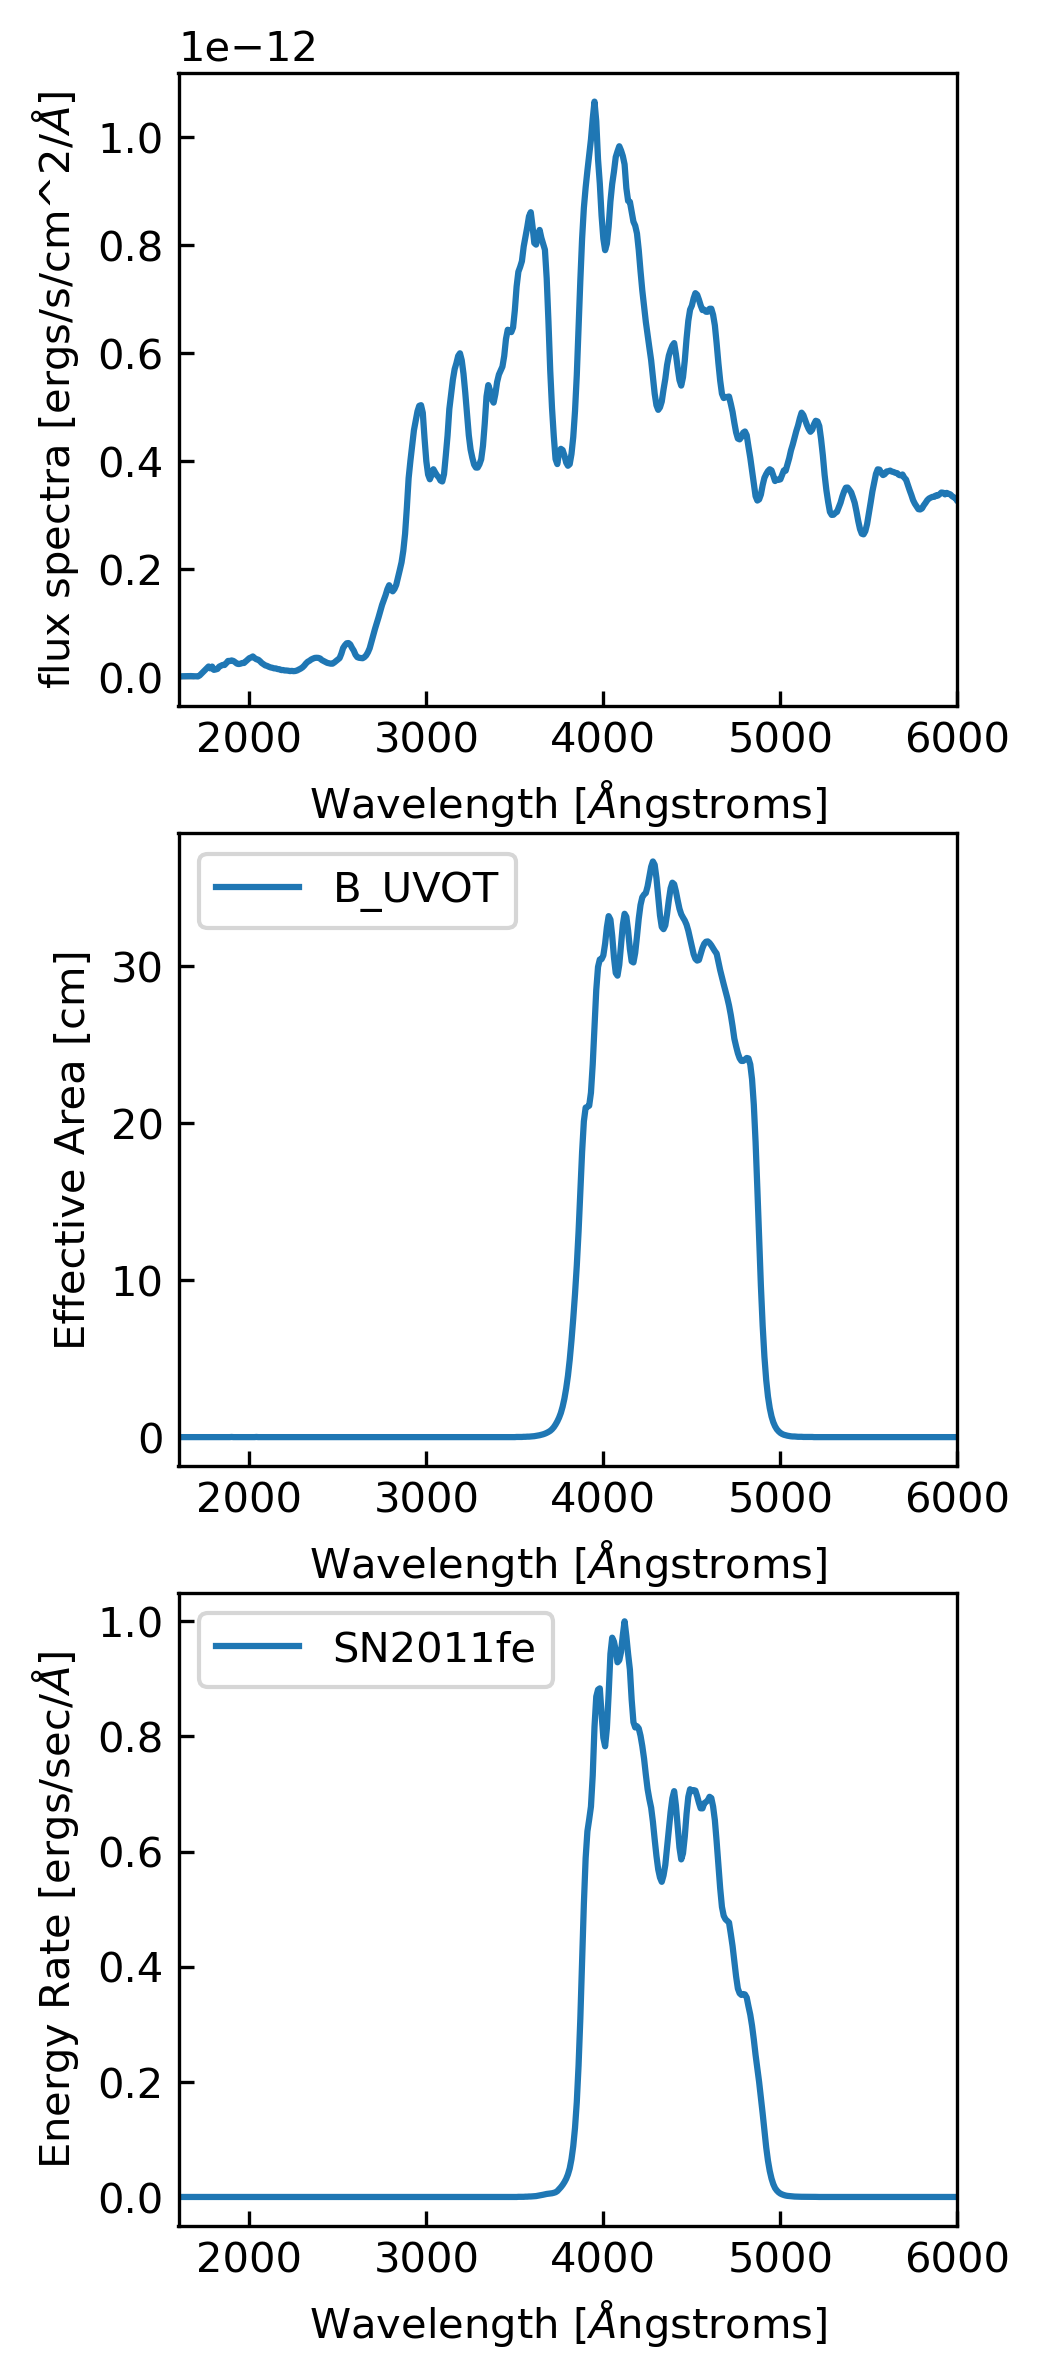 1e−12
flux spectra [ergs/s/cm^2/Å]
1.0
0.8
0.6
0.4
0.2
0.0
2000 3000 4000 5000 6000
Wavelength [Ångstroms]
B_UVOT
Effective Area [cm]
30
20
10
0
2000 3000 4000 5000 6000
Wavelength [Ångstroms]
SN2011fe
Energy Rate [ergs/sec/Å]
1.0
0.8
0.6
0.4
0.2
0.0
2000 3000 4000 5000 6000
Wavelength [Ångstroms]